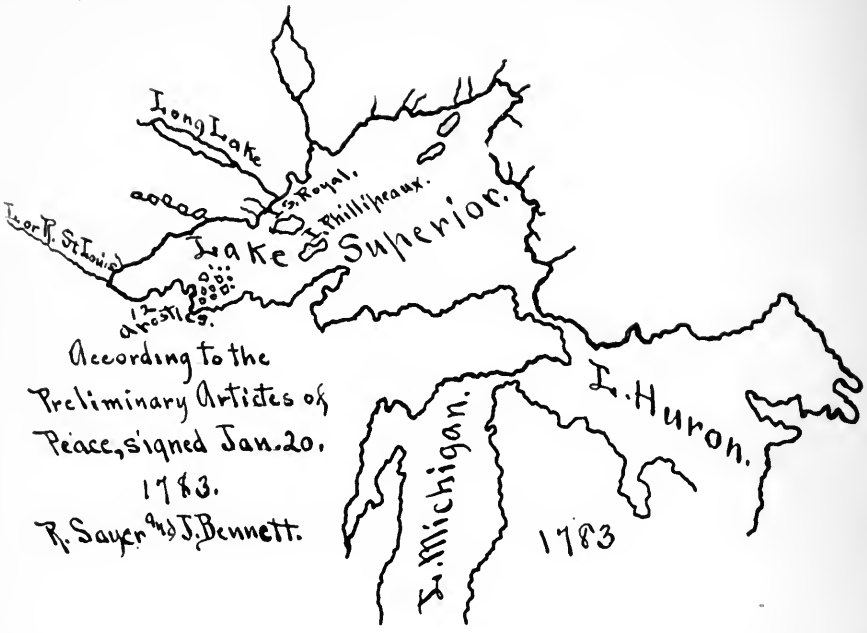 Long Lake
Is. Royal.
I. Phillipeaux.
L or R. St Louis
Lake Superior.
12
apostles.
According to the
Preliminary Articles of
Peace, signed Jan. 20.
1783.
R. Sayer and J. Bennett.
L. Huron.
L. Michigan.
1783